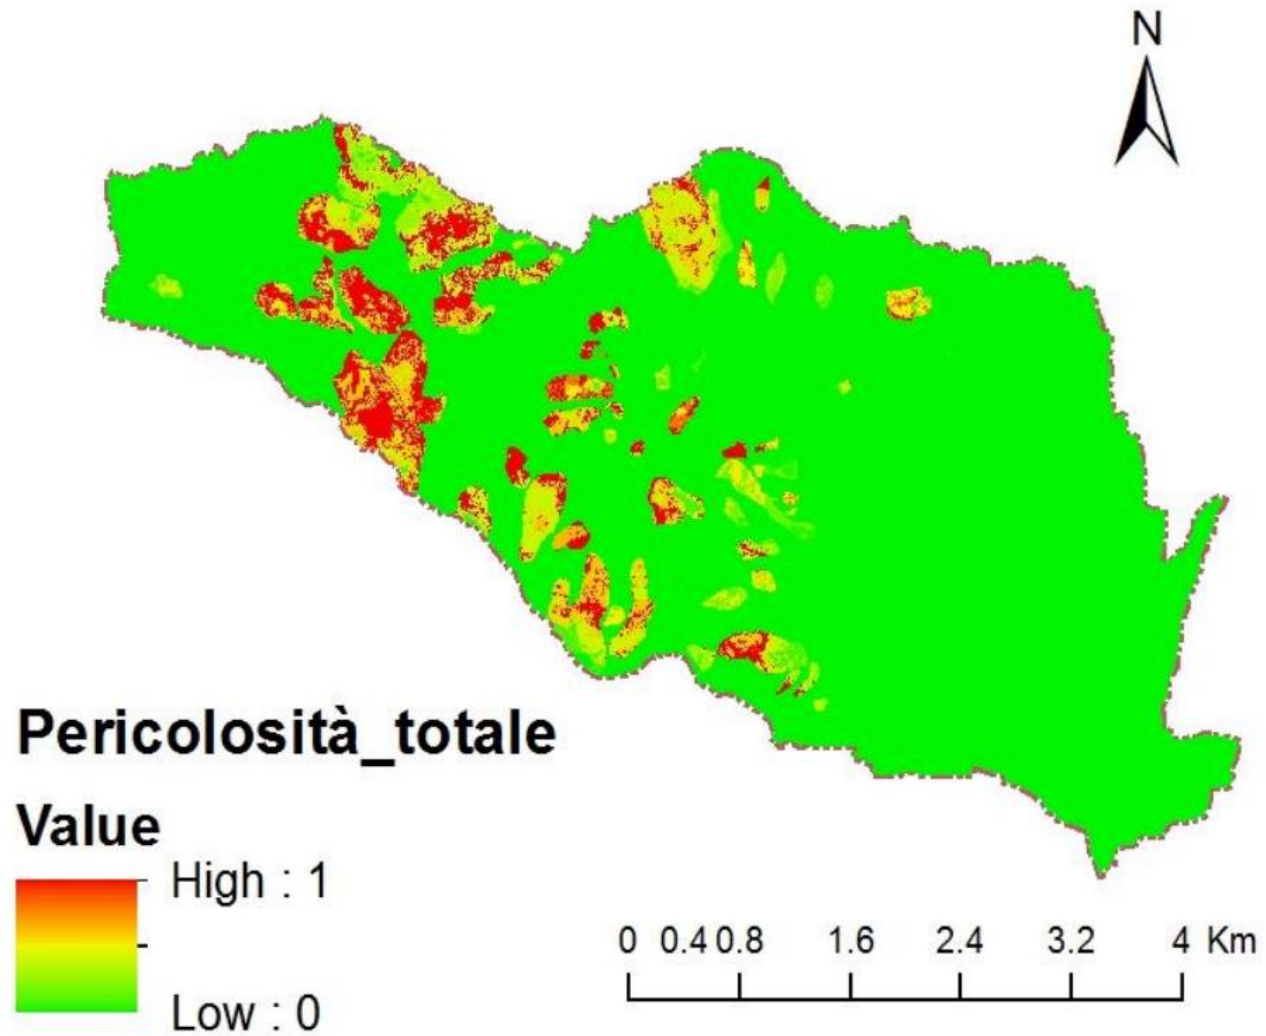 N
Pericolosità_totale
Value
High : 1
Low : 0
0 0.4 0.8 1.6 2.4 3.2 4 Km